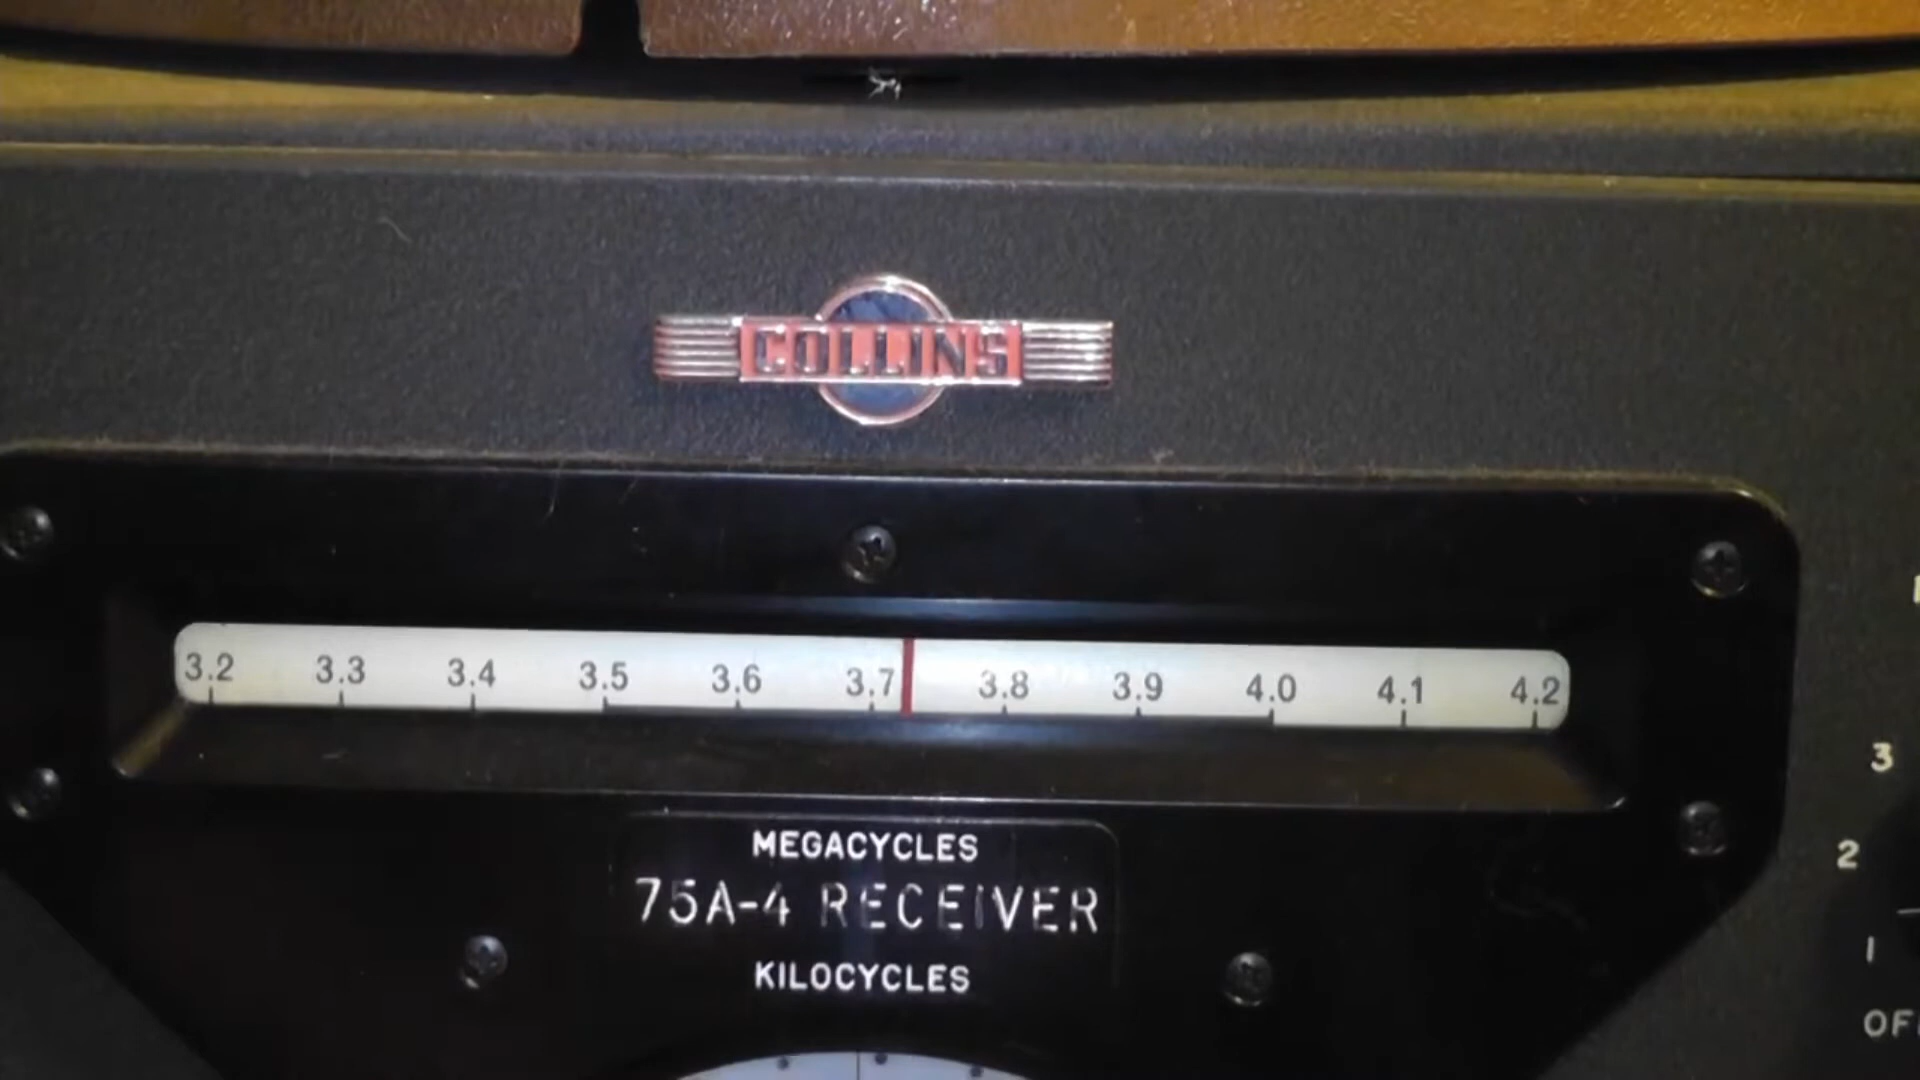 COLLINS
3.2 3.3 3.4 3.5 3.6 3.7 3.8 3.9 4.0 4.1 4.2
MEGACYCLES
75A-4 RECEIVER
KILOCYCLES
3
2
1